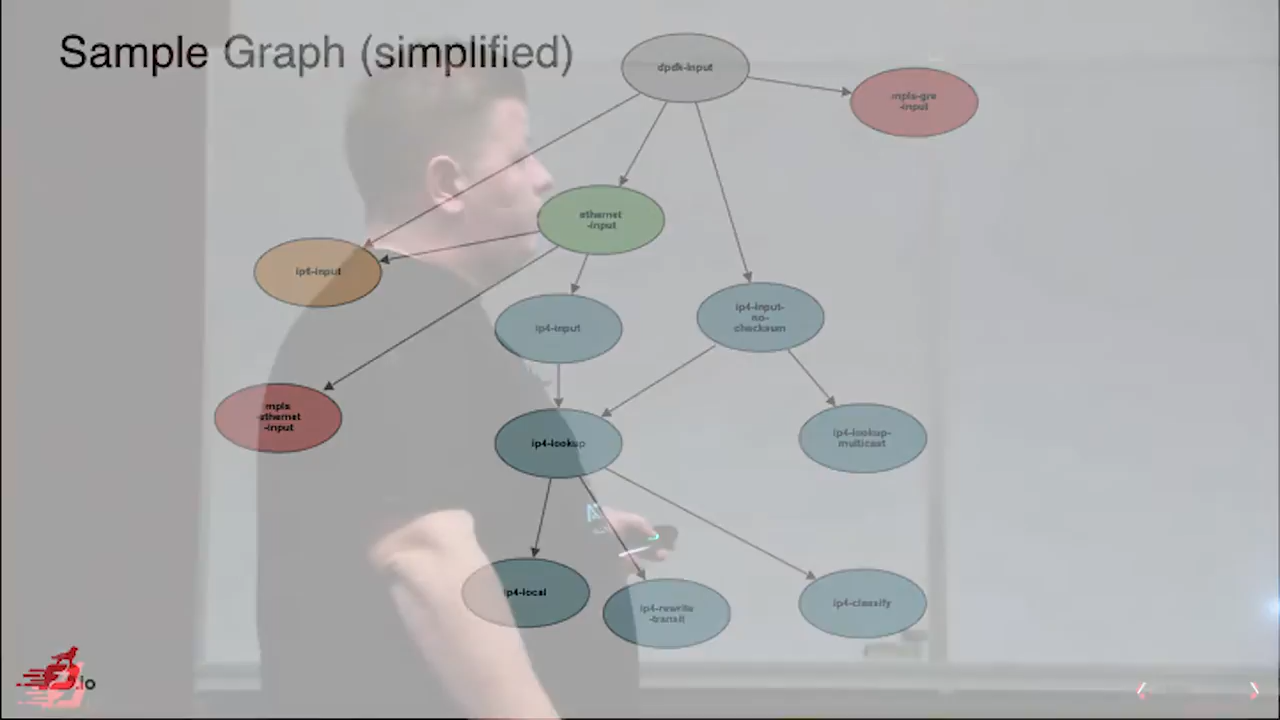 Sample Graph (simplified)
dpdk-input
mpls-gre
-input
ethernet
-input
ip6-input
ip4-input
ip4-input-
no-
checksum
mpls
-ethernet
-input
ip4-lookup
ip4-lookup-
multicast
ip4-local
ip4-rewrite
-transit
ip4-classify
.io